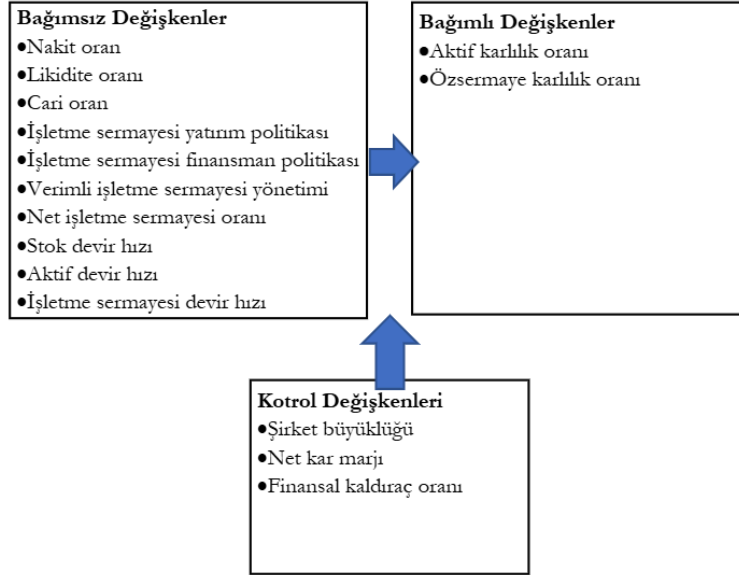 Bağımsız Değişkenler
●Nakit oran
●Likidite oranı
●Cari oran
●İşletme sermayesi yatırım politikası
●İşletme sermayesi finansman politikası
●Verimli işletme sermayesi yönetimi
●Net işletme sermayesi oranı
●Stok devir hızı
●Aktif devir hızı
●İşletme sermayesi devir hızı
Bağımlı Değişkenler
●Aktif karlılık oranı
●Özsermaye karlılık oranı
Kotrol Değişkenleri
●Şirket büyüklüğü
●Net kar marjı
●Finansal kaldıraç oranı